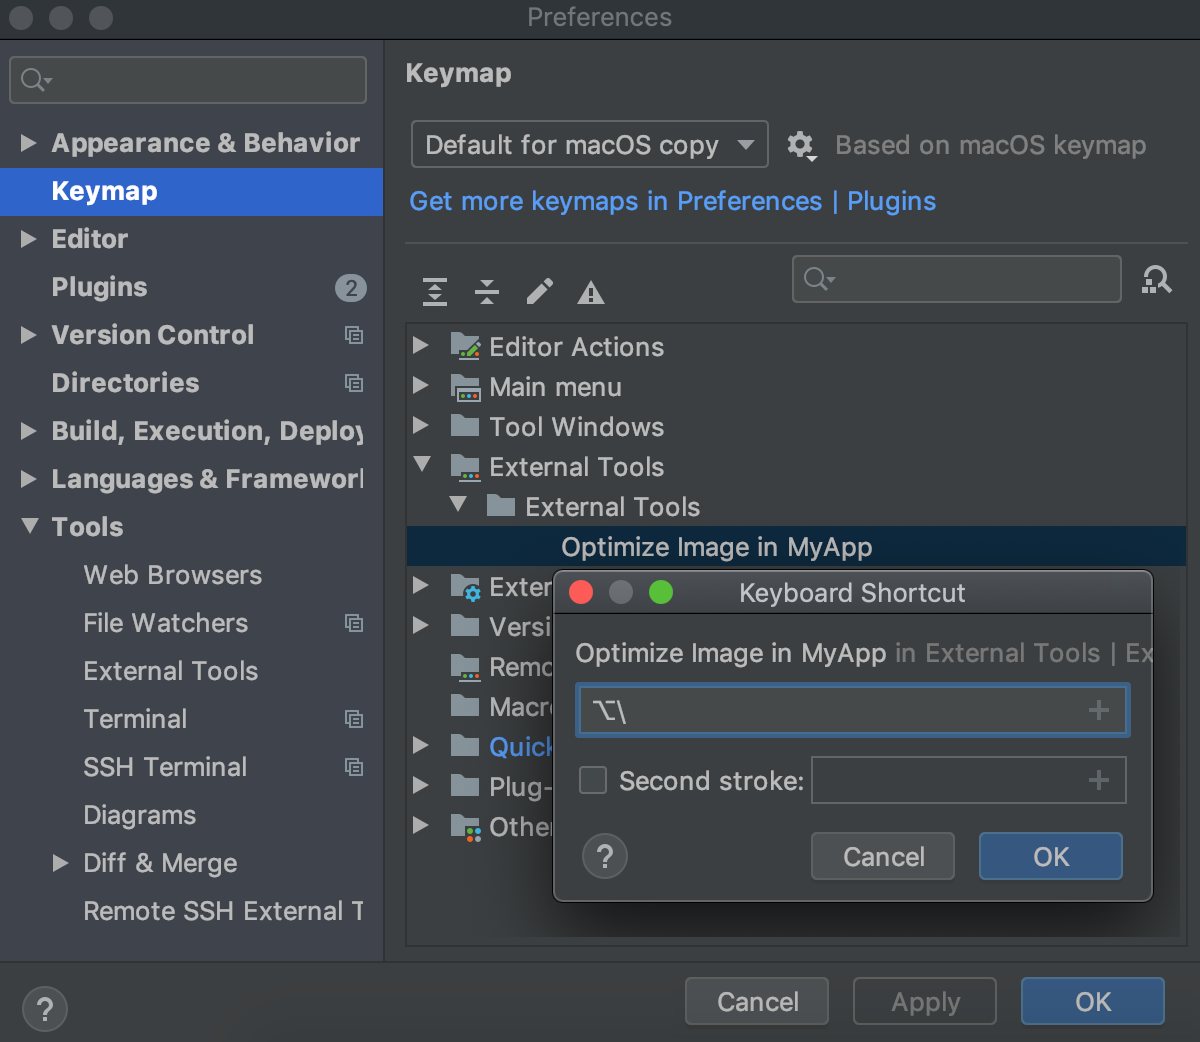 Preferences
Appearance & Behavior
Keymap
Editor
Plugins 2
Version Control
Directories
Build, Execution, Deploy
Languages & Framework
Tools
Web Browsers
File Watchers
External Tools
Terminal
SSH Terminal
Diagrams
Diff & Merge
Remote SSH External T
?
Keymap
Default for macOS copy
Based on macOS keymap
Get more keymaps in Preferences | Plugins
Editor Actions
Main menu
Tool Windows
External Tools
External Tools
Optimize Image in MyApp
Exter
Versi
Remo
Macro
Quick
Plug-
Other
Keyboard Shortcut
Optimize Image in MyApp in External Tools | Ex
⌥\
Second stroke:
?
Cancel
OK
Cancel
Apply
OK